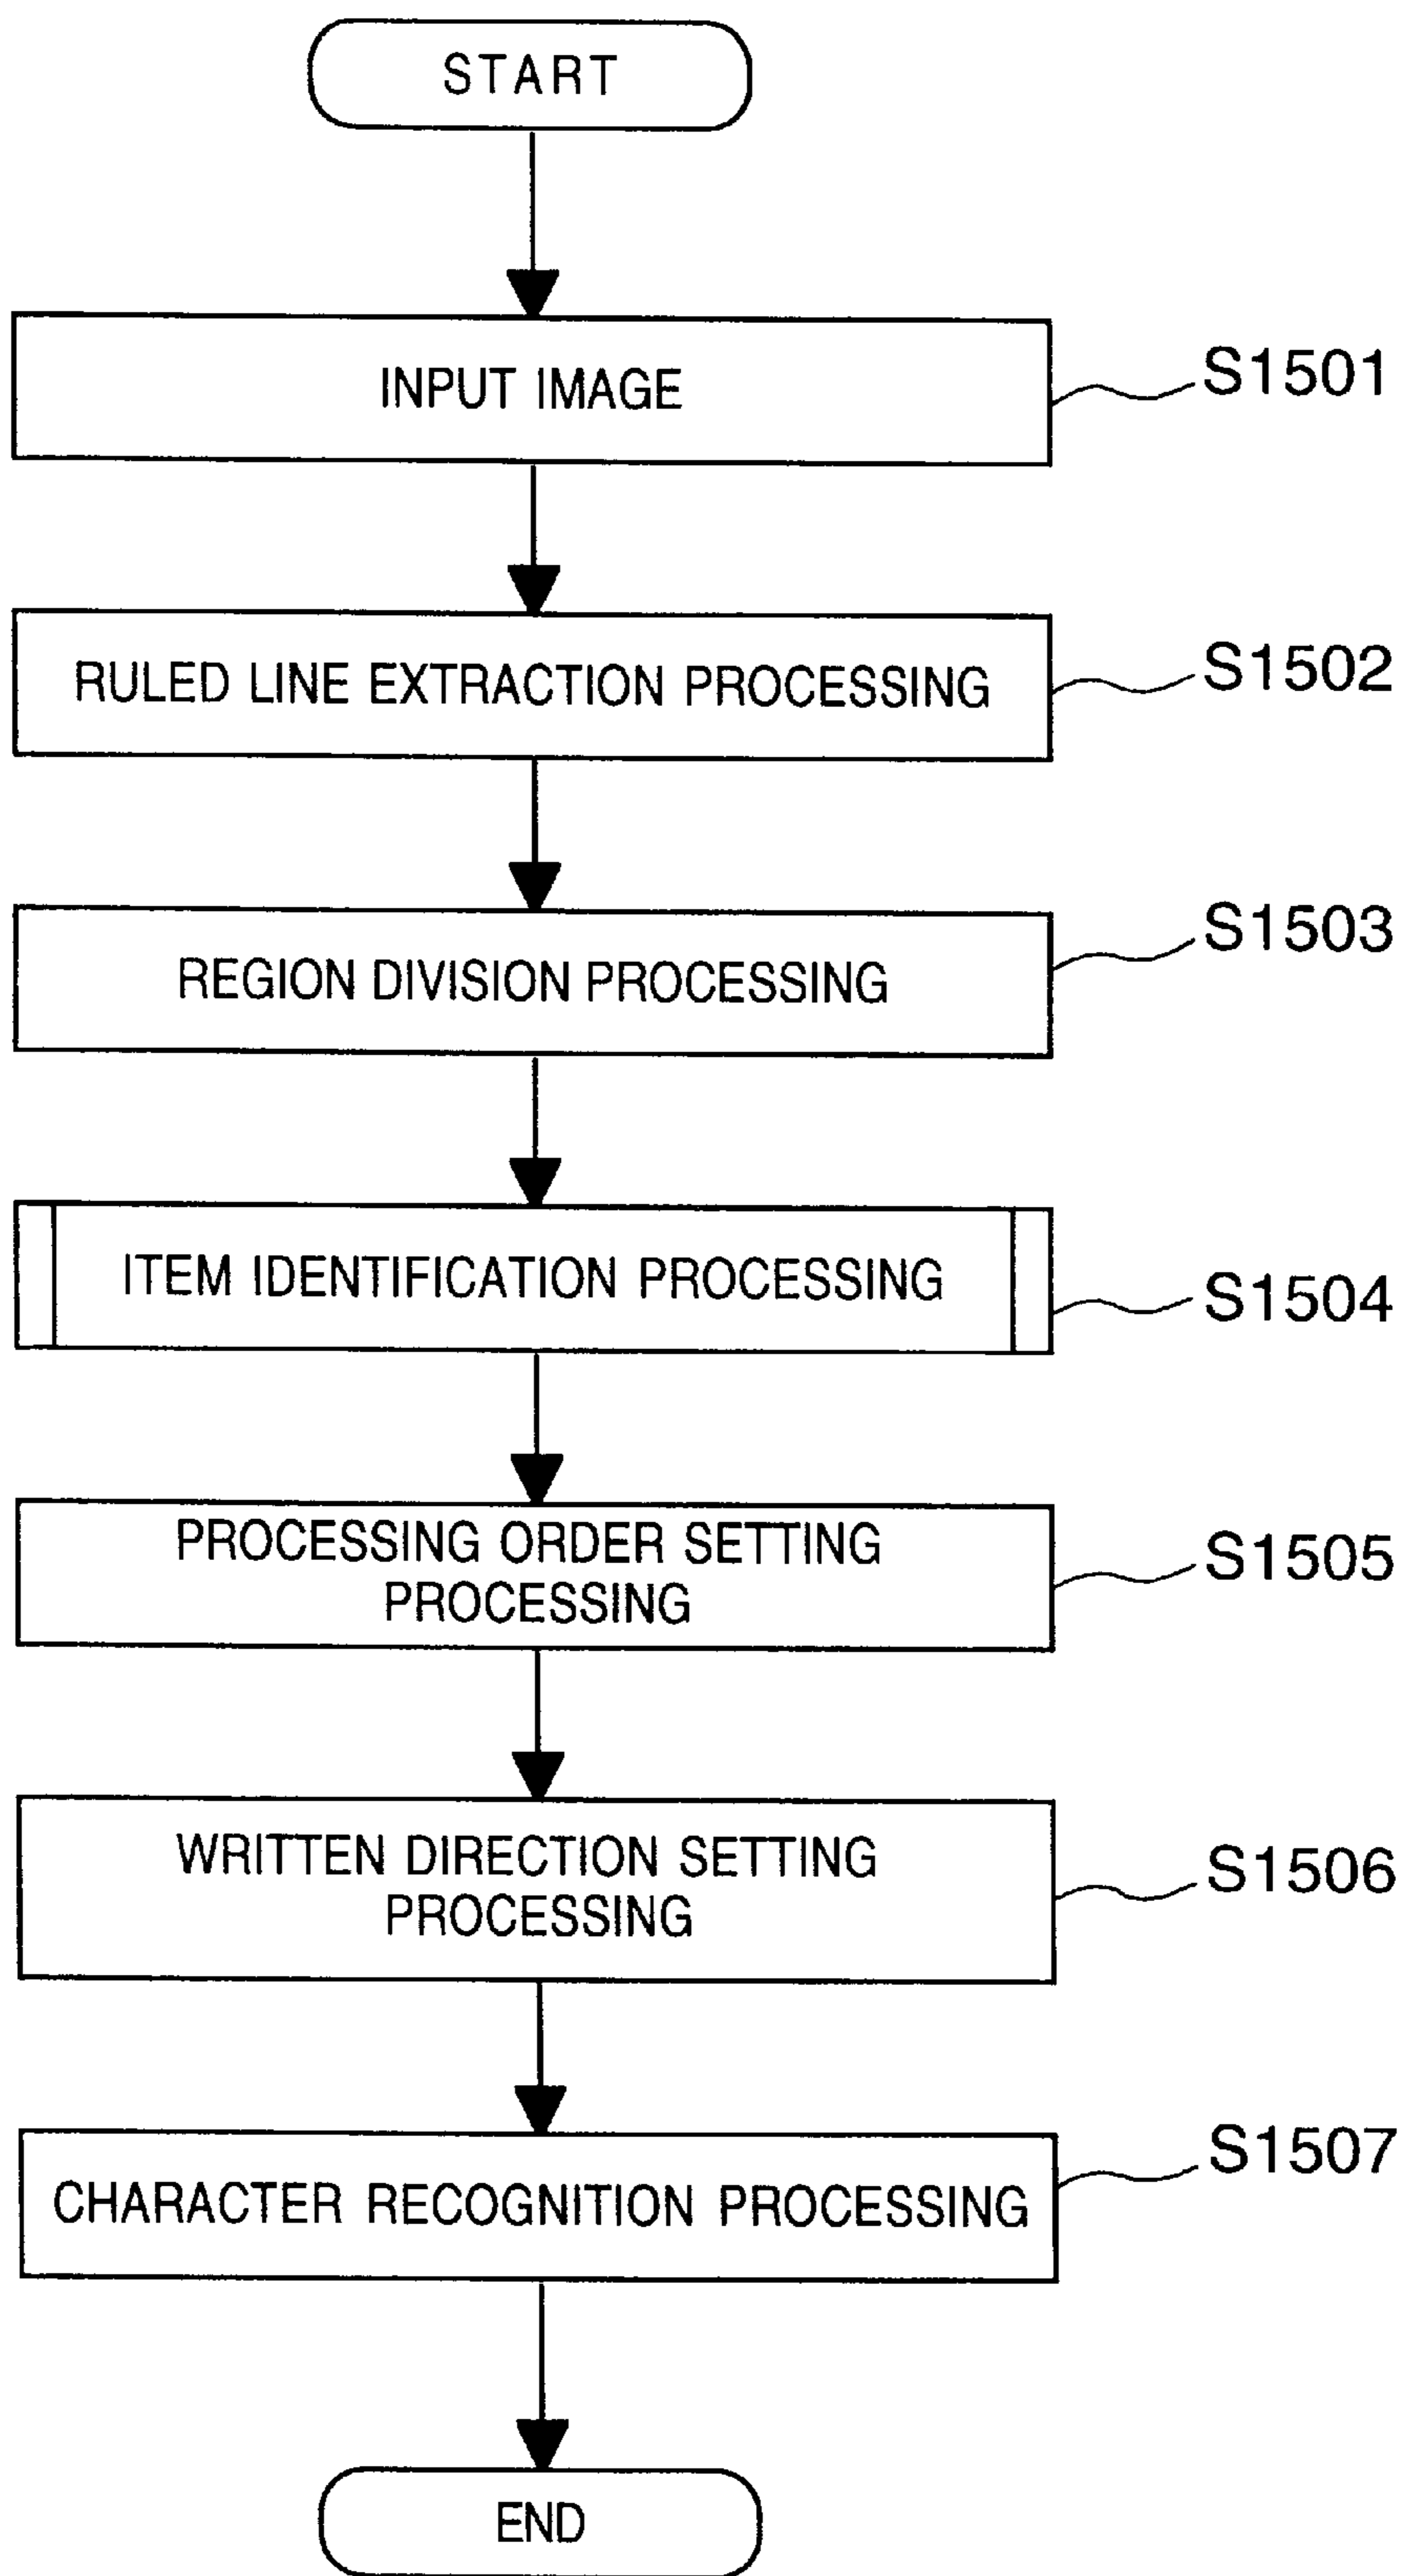 START
INPUT IMAGE
S1501
RULED LINE EXTRACTION PROCESSING
S1502
REGION DIVISION PROCESSING
S1503
ITEM IDENTIFICATION PROCESSING
S1504
PROCESSING ORDER SETTING
PROCESSING
S1505
WRITTEN DIRECTION SETTING
PROCESSING
S1506
CHARACTER RECOGNITION PROCESSING
S1507
END